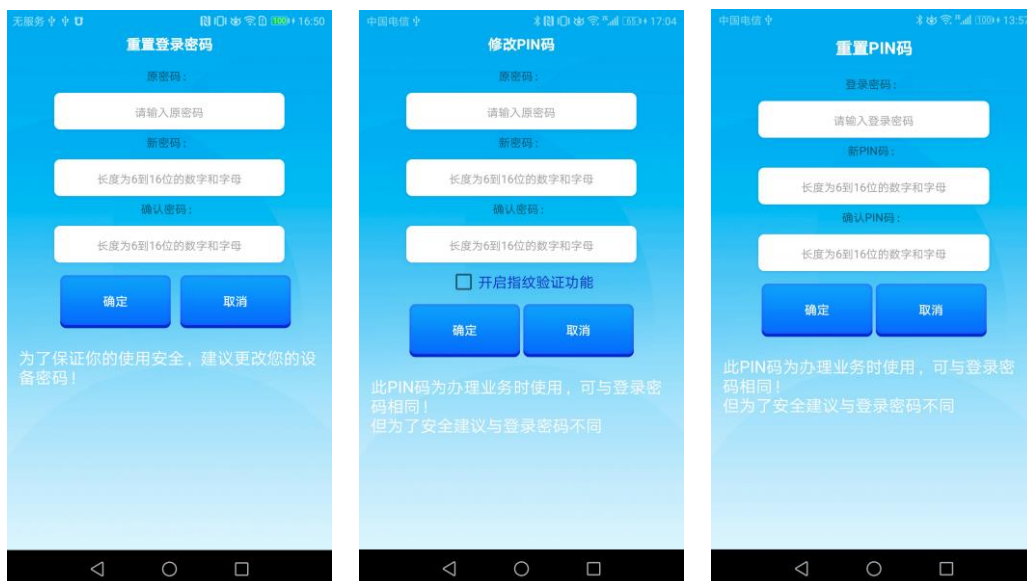 无服务
100 16:50
重置登录密码
原密码：
请输入原密码
新密码：
长度为6到16位的数字和字母
确认密码：
长度为6到16位的数字和字母
确定
取消
为了保证你的使用安全，建议更改您的设
备密码！
中国电信
65 17:04
修改PIN码
原密码：
请输入原密码
新密码：
长度为6到16位的数字和字母
确认密码：
长度为6到16位的数字和字母
开启指纹验证功能
确定
取消
此PIN码为办理业务时使用，可与登录密
码相同！
但为了安全建议与登录密码不同
中国电信
100 13:57
重置PIN码
登录密码：
请输入登录密码
新PIN码：
长度为6到16位的数字和字母
确认PIN码：
长度为6到16位的数字和字母
确定
取消
此PIN码为办理业务时使用，可与登录密
码相同！
但为了安全建议与登录密码不同